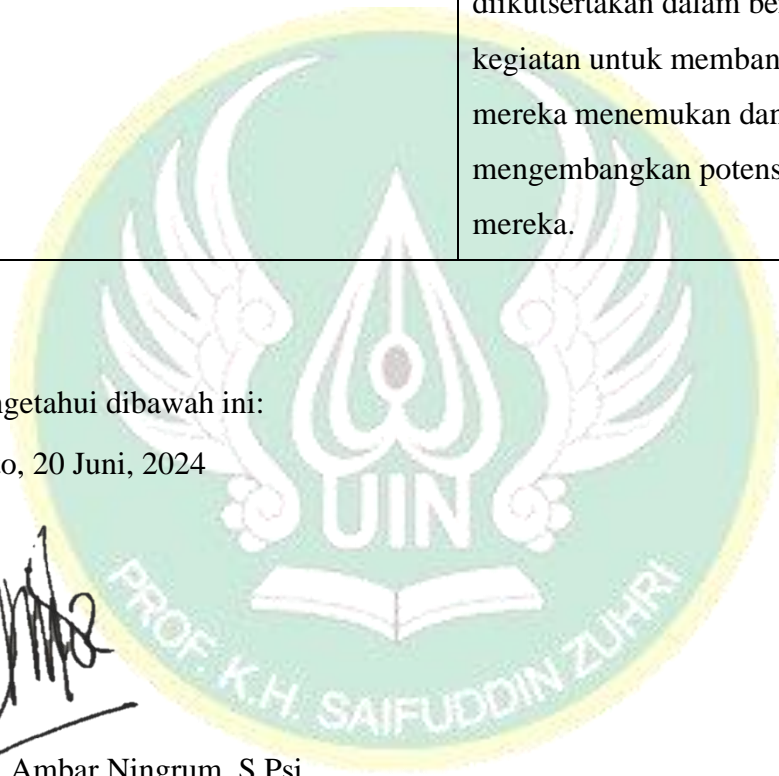 diikutsertakan dalam be
kegiatan untuk memban
mereka menemukan dan
mengembangkan potens
mereka.
ngetahui dibawah ini:
o, 20 Juni, 2024
UIN
PROF. K.H. SAIFUDDIN ZUHRI
Ambar Ningrum, S.Psi